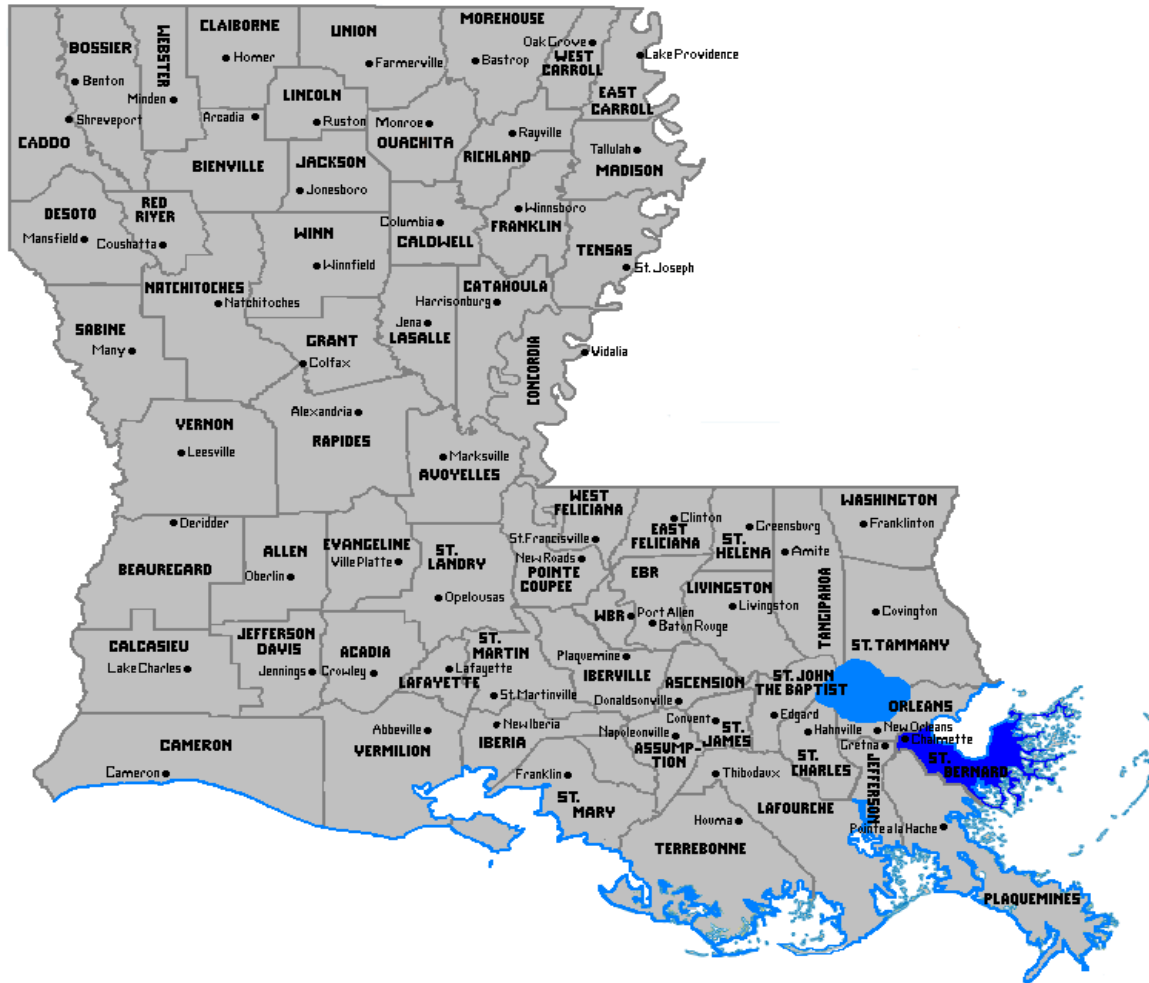 MOREHOUSE
CLAIBORNE
UNION
BOSSIER
WEBSTER
Oak Grove
WEST
CARROLL
Lake Providence
Homer
Farmerville
Bastrop
Benton
EAST
CARROLL
Minden
LINCOLN
Shreveport
Arcadia
Ruston
Monroe
OUACHITA
Rayville
RICHLAND
CADDO
Tallulah
MADISON
BIENVILLE
JACKSON
Jonesboro
RED
RIVER
DESOTO
Mansfield
Coushatta
WINN
Winnfield
Columbia
CALDWELL
Winnsboro
FRANKLIN
TENSAS
St. Joseph
NATCHITOCHES
Natchitoches
CATAHOULA
Harrisonburg
SABINE
Many
GRANT
Colfax
Jena
LASALLE
CONCORDIA
Vidalia
VERNON
Leesville
Alexandria
RAPIDES
Marksville
AVOYELLES
WEST
FELICIANA
WASHINGTON
Franklinton
Deridder
Clinton
EAST
FELICIANA
Greensburg
ST.
HELENA
St.Francisville
New Roads
POINTE
COUPEE
Amite
TANGIPAHOA
BEAUREGARD
ALLEN
Oberlin
EVANGELINE
Ville Platte
ST.
LANDRY
Opelousas
EBR
LIVINGSTON
Livingston
WBR
Port Allen
Baton Rouge
Covington
ST. TAMMANY
CALCASIEU
Lake Charles
JEFFERSON
DAVIS
Jennings
ACADIA
Crowley
ST.
MARTIN
Lafayette
LAFAYETTE
St. Martinville
Plaquemine
IBERVILLE
ASCENSION
Donaldsonville
ST. JOHN
THE BAPTIST
ORLEANS
Edgard
Hahnville
New Orleans
Chalmette
Gretna
CAMERON
Cameron
Abbeville
VERMILION
New Iberia
IBERIA
Convent
ST.
JAMES
Napoleonville
ASSUMP-
TION
ST.
CHARLES
ST.
BERNARD
JEFFERSON
Franklin
ST.
MARY
Thibodaux
LAFOURCHE
Houma
TERREBONNE
Pointe a la Hache
PLAQUEMINES